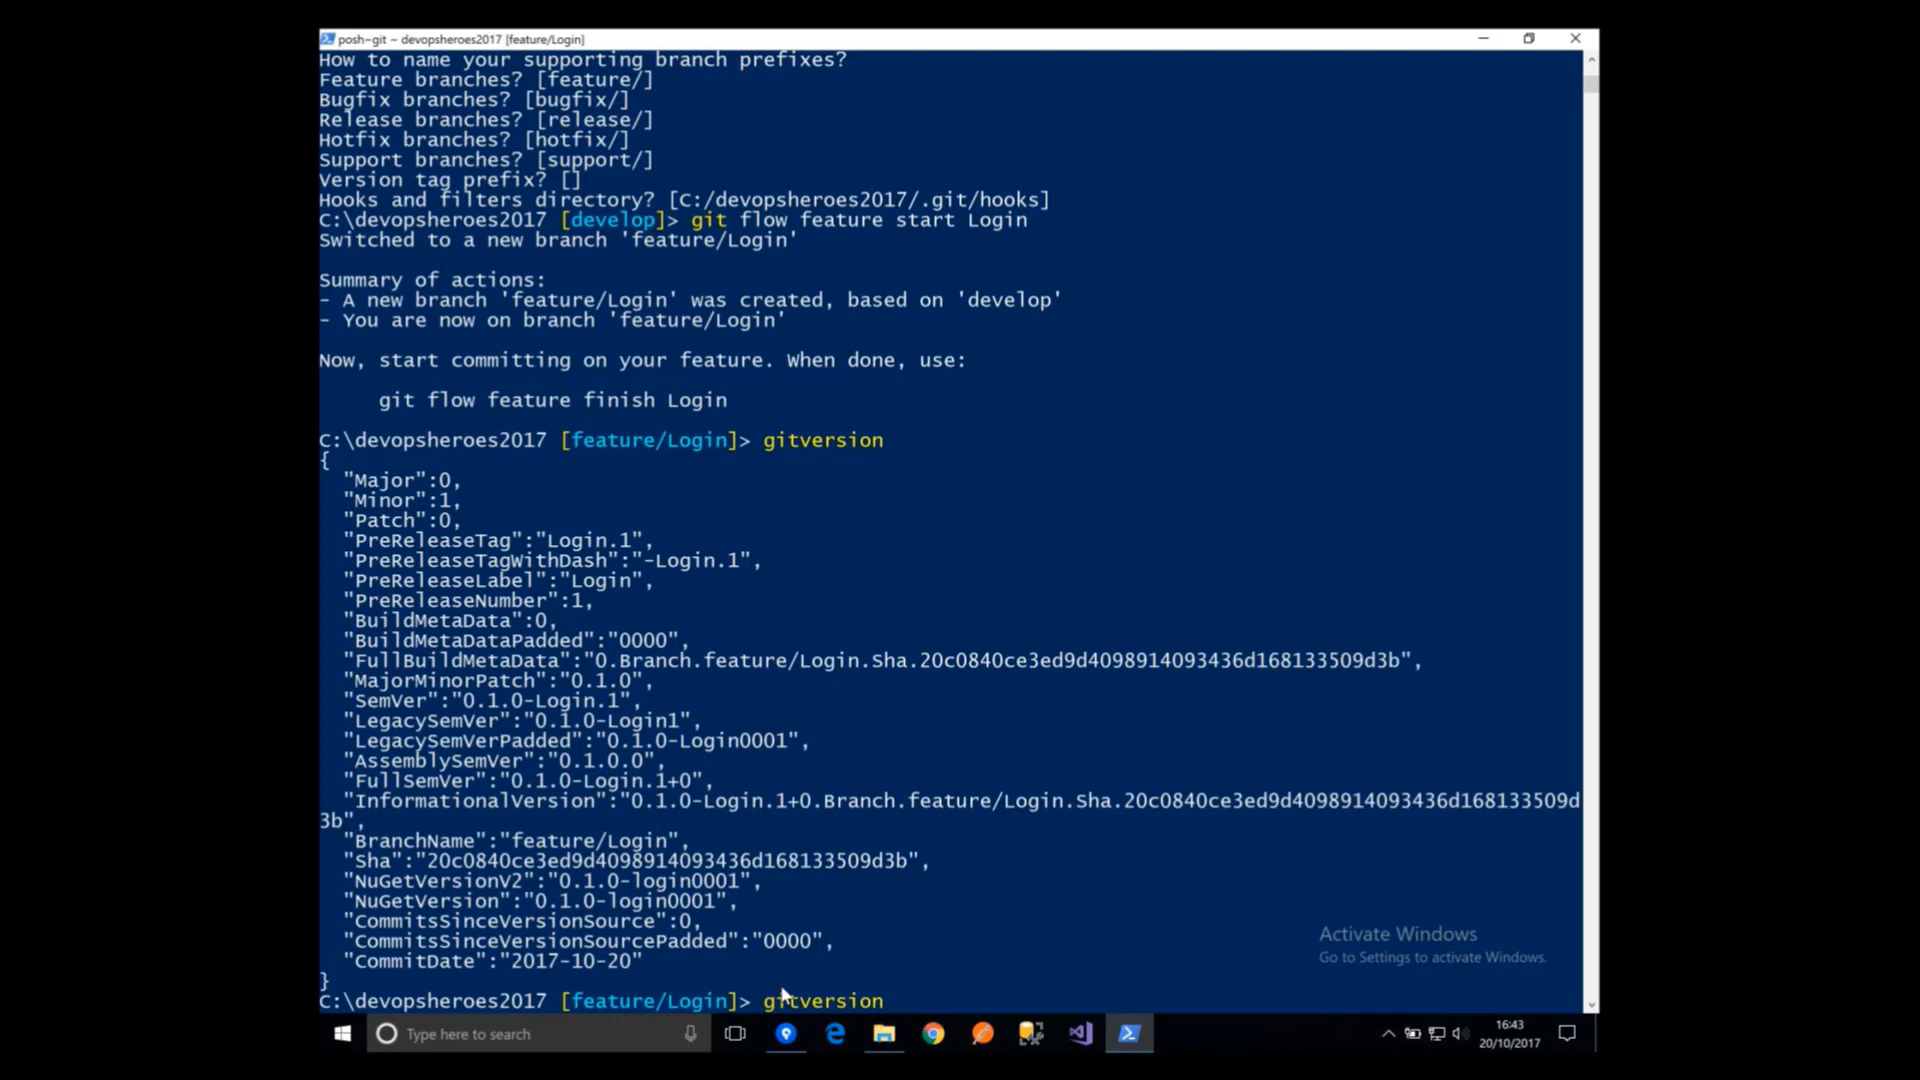 posh~git ~ devopsheroes2017 [feature/Login]
How to name your supporting branch prefixes?
Feature branches? [feature/]
Bugfix branches? [bugfix/]
Release branches? [release/]
Hotfix branches? [hotfix/]
Support branches? [support/]
Version tag prefix? []
Hooks and filters directory? [C:/devopsheroes2017/.git/hooks]
C:\devopsheroes2017 [develop]> git flow feature start Login
Switched to a new branch 'feature/Login'
Summary of actions:
- A new branch 'feature/Login' was created, based on 'develop'
- You are now on branch 'feature/Login'
Now, start committing on your feature. When done, use:
git flow feature finish Login
C:\devopsheroes2017 [feature/Login]> gitversion
{
"Major":0,
"Minor":1,
"Patch":0,
"PreReleaseTag":"Login.1",
"PreReleaseTagWithDash":"-Login.1",
"PreReleaseLabel":"Login",
"PreReleaseNumber":1,
"BuildMetaData":0,
"BuildMetaDataPadded":"0000",
"FullBuildMetaData":"0.Branch.feature/Login.Sha.20c0840ce3ed9d4098914093436d168133509d3b",
"MajorMinorPatch":"0.1.0",
"SemVer":"0.1.0-Login.1",
"LegacySemVer":"0.1.0-Login1",
"LegacySemVerPadded":"0.1.0-Login0001",
"AssemblySemVer":"0.1.0.0",
"FullSemVer":"0.1.0-Login.1+0",
"InformationalVersion":"0.1.0-Login.1+0.Branch.feature/Login.Sha.20c0840ce3ed9d4098914093436d168133509d
3b",
"BranchName":"feature/Login",
"Sha":"20c0840ce3ed9d4098914093436d168133509d3b",
"NuGetVersionV2":"0.1.0-login0001",
"NuGetVersion":"0.1.0-login0001",
"CommitsSinceVersionSource":0,
"CommitsSinceVersionSourcePadded":"0000",
"CommitDate":"2017-10-20"
}
C:\devopsheroes2017 [feature/Login]> gitversion
Activate Windows
Go to Settings to activate Windows.
Type here to search
16:43
20/10/2017